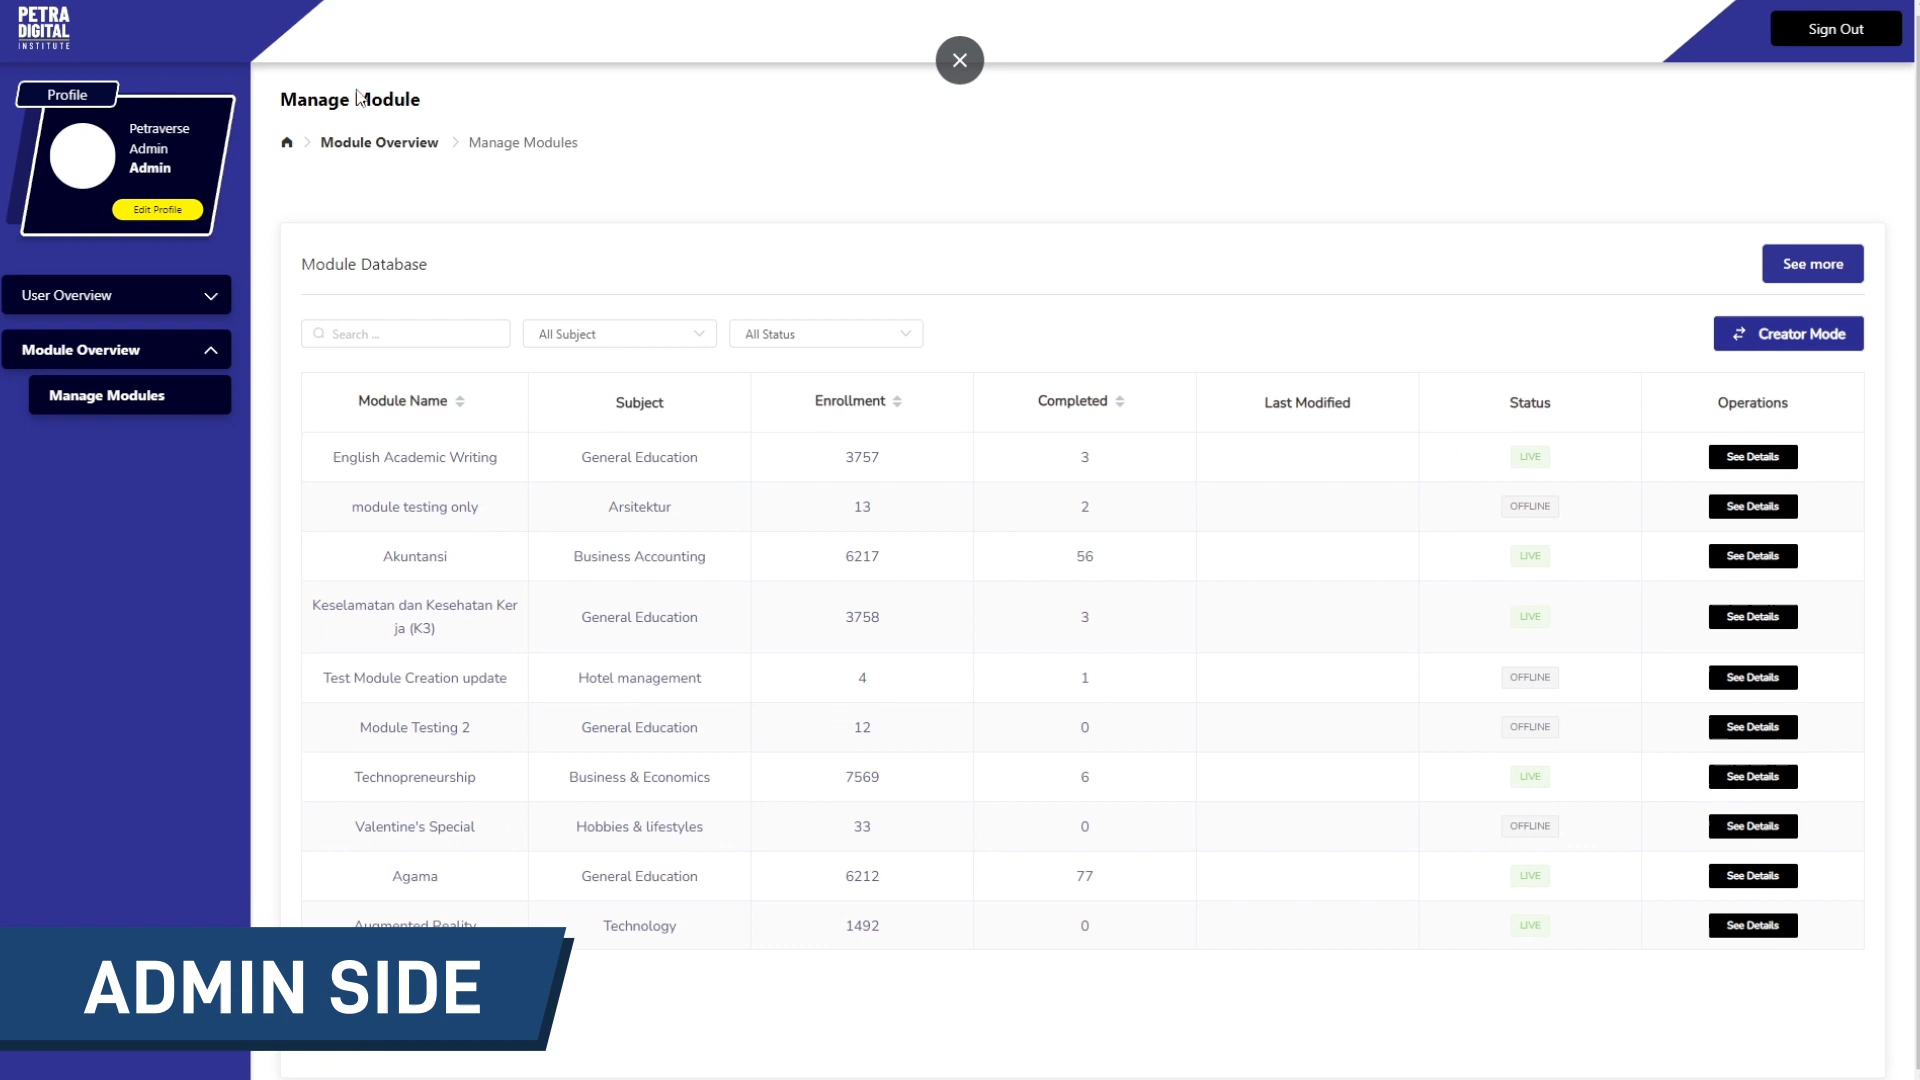 PETRA
DIGITAL
INSTITUTE
Sign Out
Profile
Petraverse
Admin
Admin
Edit Profile
User Overview
Module Overview
Manage Modules
Manage Module
Module Overview
Manage Modules
Module Database
See more
Search ...
All Subject
All Status
Creator Mode
Module Name Subject Enrollment Completed Last Modified Status Operations
English Academic Writing General Education 3757 3 LIVE See Details
module testing only Arsitektur 13 2 OFFLINE See Details
Akuntansi Business Accounting 6217 56 LIVE See Details
Keselamatan dan Kesehatan Ker
ja (K3) General Education 3758 3 LIVE See Details
Test Module Creation update Hotel management 4 1 OFFLINE See Details
Module Testing 2 General Education 12 0 OFFLINE See Details
Technopreneurship Business & Economics 7569 6 LIVE See Details
Valentine's Special Hobbies & lifestyles 33 0 OFFLINE See Details
Agama General Education 6212 77 LIVE See Details
Augmented Reality Technology 1492 0 LIVE See Details
ADMIN SIDE